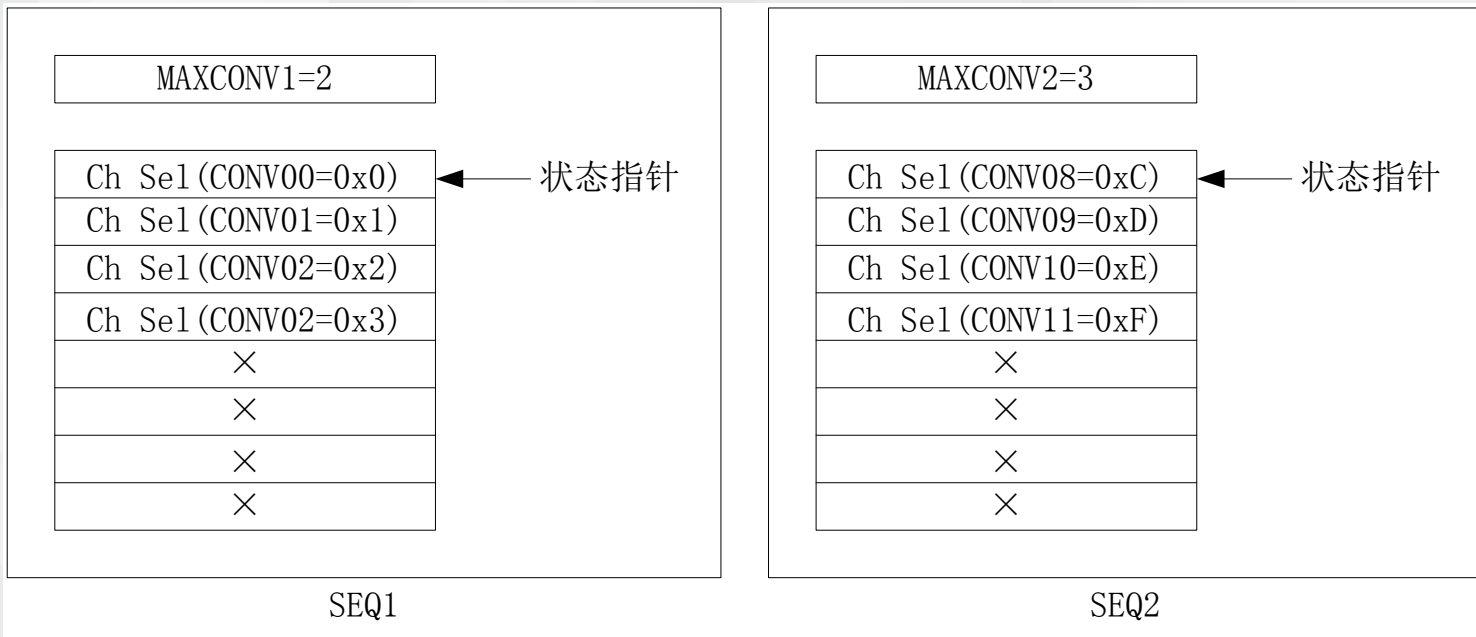 MAXCONV1=2
Ch Sel(CONV00=0x0)
状态指针
Ch Sel(CONV01=0x1)
Ch Sel(CONV02=0x2)
Ch Sel(CONV02=0x3)
×
×
×
×
SEQ1
MAXCONV2=3
Ch Sel(CONV08=0xC)
状态指针
Ch Sel(CONV09=0xD)
Ch Sel(CONV10=0xE)
Ch Sel(CONV11=0xF)
×
×
×
×
SEQ2